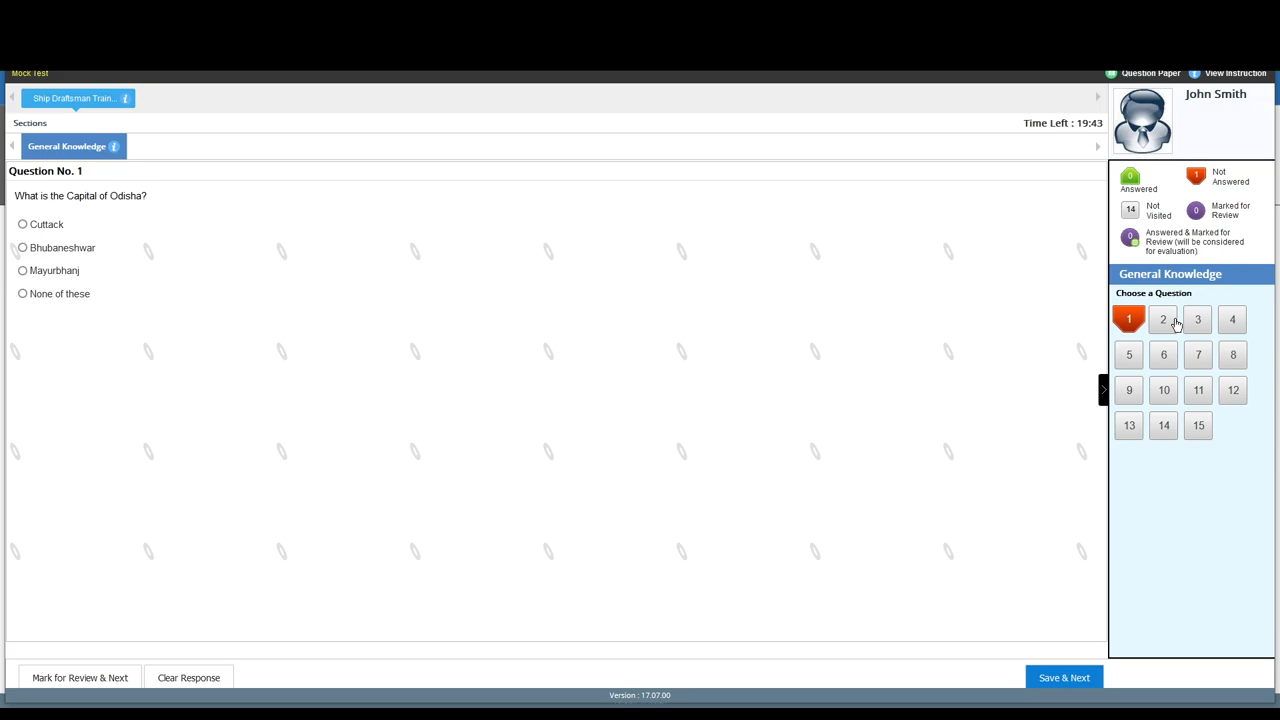 Mock Test
Question Paper
View Instruction
Ship Draftsman Train..
i
John Smith
Sections
Time Left : 19:43
General Knowledge
i
Question No. 1
What is the Capital of Odisha?
Cuttack
Bhubaneshwar
Mayurbhanj
None of these
0
Answered
1
Not
Answered
14
Not
Visited
0
Marked for
Review
0
Answered & Marked for
Review (will be considered
for evaluation)
General Knowledge
Choose a Question
1 2 3 4
5 6 7 8
9 10 11 12
13 14 15
Mark for Review & Next
Clear Response
Save & Next
Version : 17.07.00